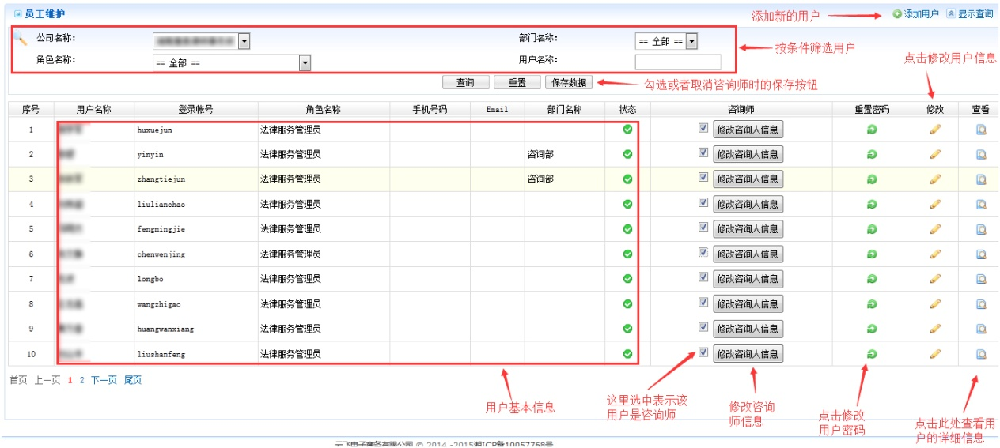 员工维护
添加新的用户
添加用户
显示查询
公司名称:
部门名称:
== 全部 ==
按条件筛选用户
角色名称:
== 全部 ==
用户名称:
点击修改用户信息
查询
重置
保存数据
勾选或者取消咨询师时的保存按钮
序号 用户名称 登录帐号 角色名称 手机号码 Email 部门名称 状态 咨询师 重置密码 修改 查看
1 huxuejun 法律服务管理员 修改咨询人信息
2 yinyin 法律服务管理员 咨询部 修改咨询人信息
3 zhangtiejun 法律服务管理员 咨询部 修改咨询人信息
4 liulianchao 法律服务管理员 修改咨询人信息
5 fengmingjie 法律服务管理员 修改咨询人信息
6 chenwenjing 法律服务管理员 修改咨询人信息
7 longbo 法律服务管理员 修改咨询人信息
8 wangzhigao 法律服务管理员 修改咨询人信息
9 huangwanxiang 法律服务管理员 修改咨询人信息
10 liushanfeng 法律服务管理员 修改咨询人信息
首页 上一页 1 2 下一页 尾页
用户基本信息
这里选中表示该
用户是咨询师
修改咨询
师信息
点击修改
用户密码
点击此处查看用
户的详细信息
云飞电子商务有限公司 © 2014 -2015湘ICP备10057768号